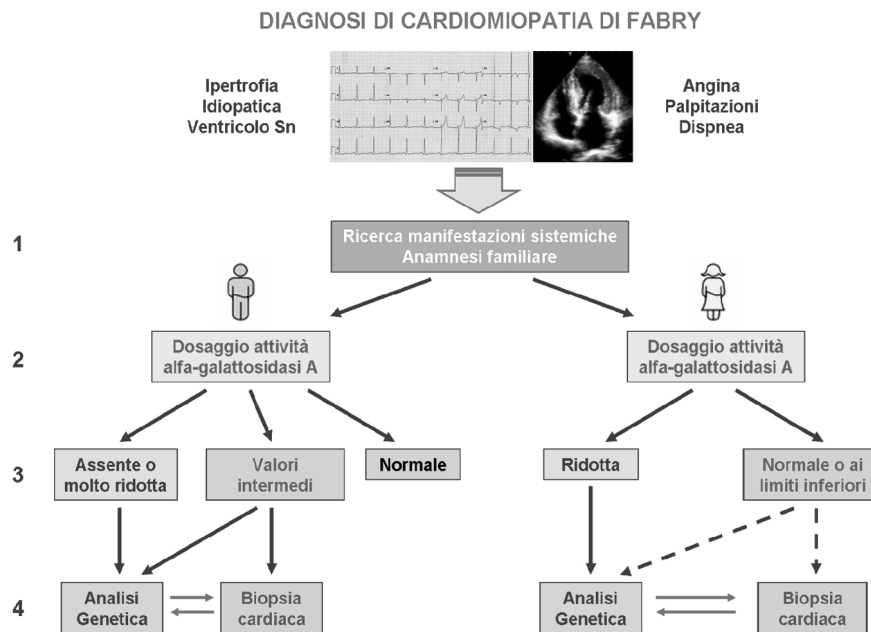 DIAGNOSI DI CARDIOMIOPATIA DI FABRY
Ipertrofia
Idiopatica
Ventricolo Sn
Angina
Palpitazioni
Dispnea
1
Ricerca manifestazioni sistemiche
Anamnesi familiare
2
Dosaggio attività
alfa-galattosidasi A
Dosaggio attività
alfa-galattosidasi A
3
Assente o
molto ridotta
Valori
intermedi
Normale
Ridotta
Normale o ai
limiti inferiori
4
Analisi
Genetica
Biopsia
cardiaca
Analisi
Genetica
Biopsia
cardiaca